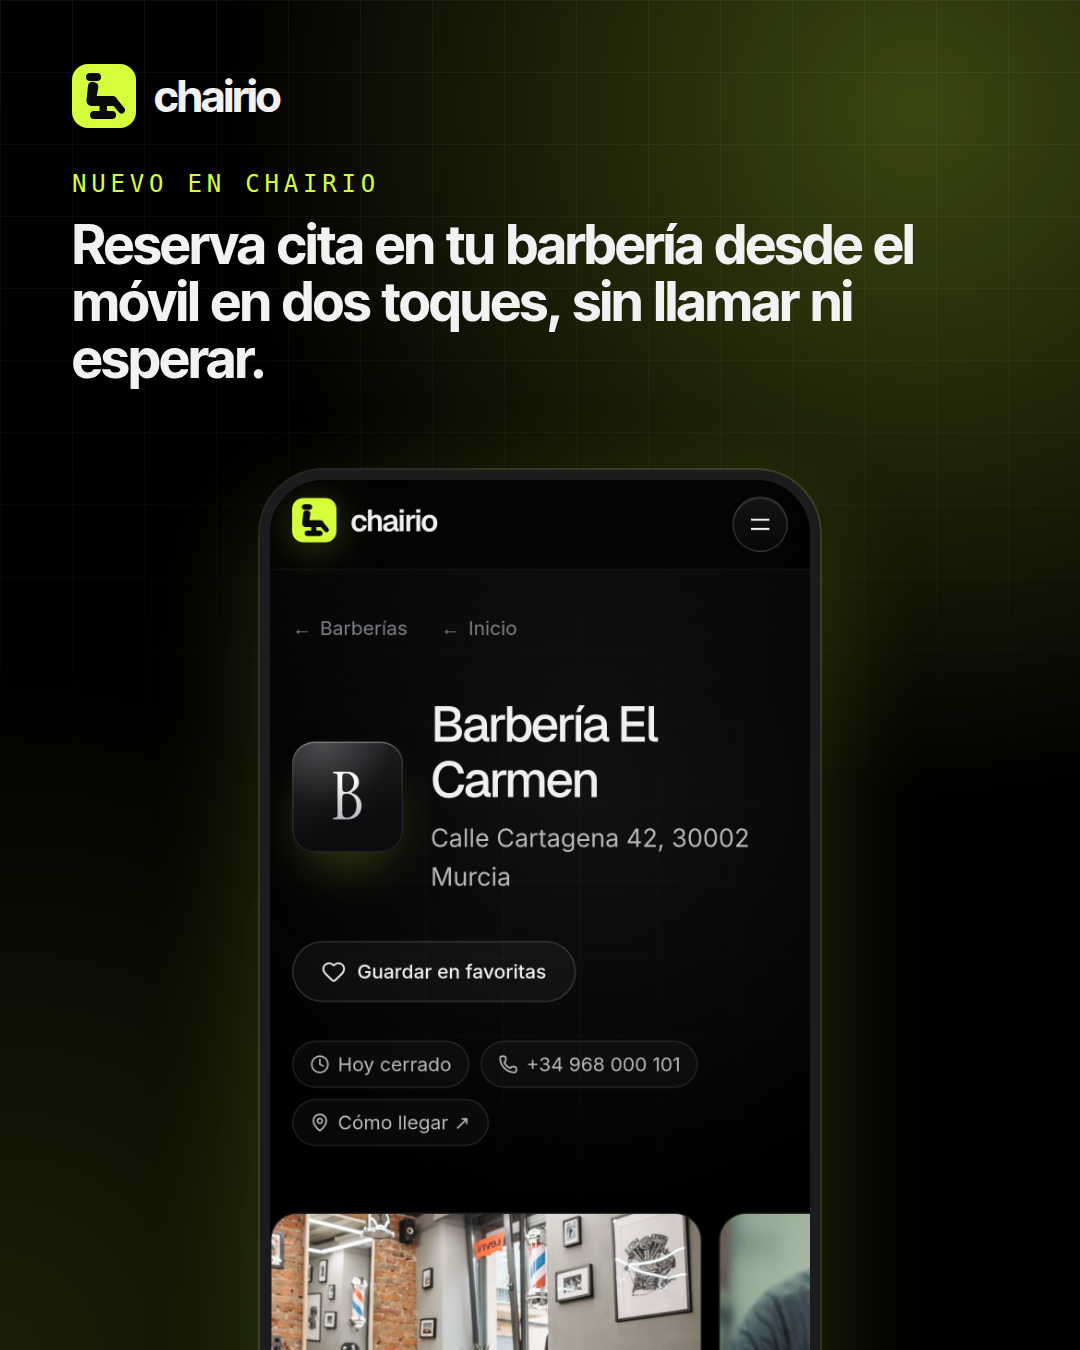 chairio
NUEVO EN CHAIRIO
Reserva cita en tu barbería desde el
móvil en dos toques, sin llamar ni
esperar.
chairio
← Barberías ← Inicio
B
Barbería El
Carmen
Calle Cartagena 42, 30002
Murcia
Guardar en favoritas
Hoy cerrado
+34 968 000 101
Cómo llegar ↗